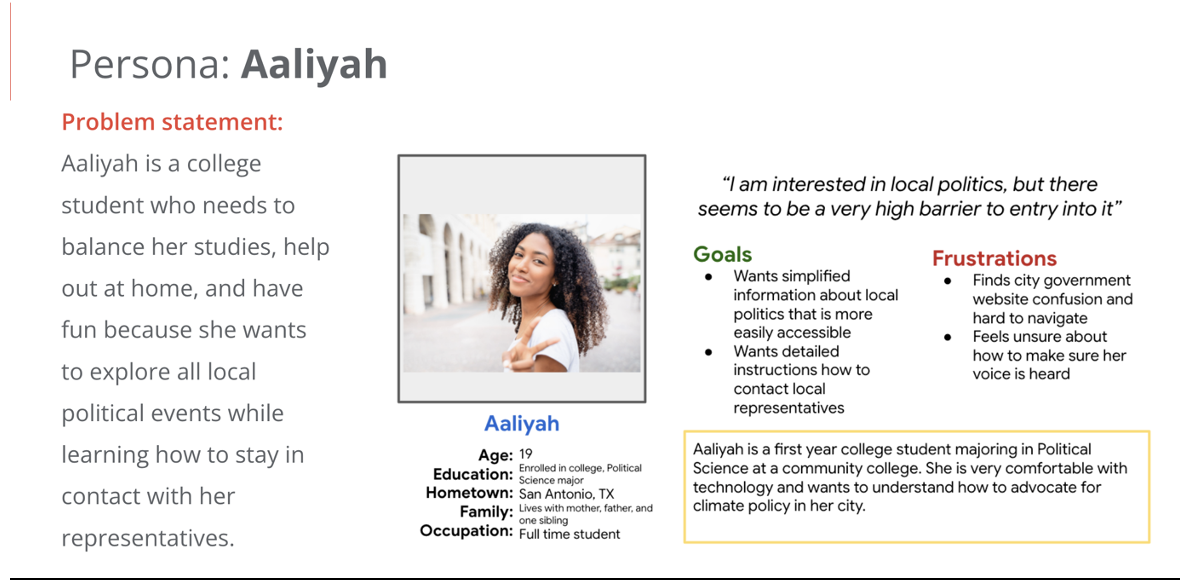 Persona: Aaliyah
Problem statement:
Aaliyah is a college
student who needs to
balance her studies, help
out at home, and have
fun because she wants
to explore all local
political events while
learning how to stay in
contact with her
representatives.
Aaliyah
Age: 19
Education: Enrolled in college, Political
Science major
Hometown: San Antonio, TX
Family: Lives with mother, father, and
one sibling
Occupation: Full time student
“I am interested in local politics, but there
seems to be a very high barrier to entry into it”
Goals
● Wants simplified
information about local
politics that is more
easily accessible
● Wants detailed
instructions how to
contact local
representatives
Frustrations
● Finds city government
website confusion and
hard to navigate
● Feels unsure about
how to make sure her
voice is heard
Aaliyah is a first year college student majoring in Political
Science at a community college. She is very comfortable with
technology and wants to understand how to advocate for
climate policy in her city.